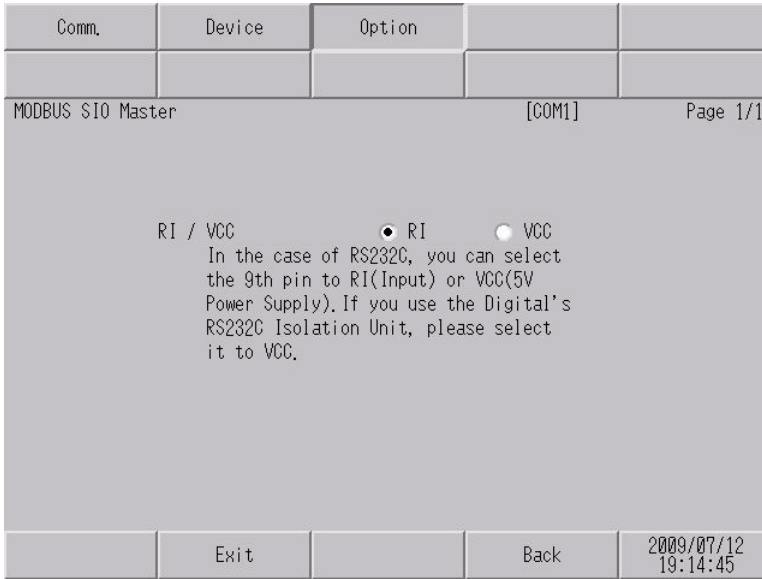 Comm. Device Option
MODBUS SIO Master [COM1] Page 1/1
RI / VCC RI VCC
In the case of RS232C, you can select
the 9th pin to RI(Input) or VCC(5V
Power Supply).If you use the Digital's
RS232C Isolation Unit, please select
it to VCC.
Exit Back 2009/07/12
19:14:45